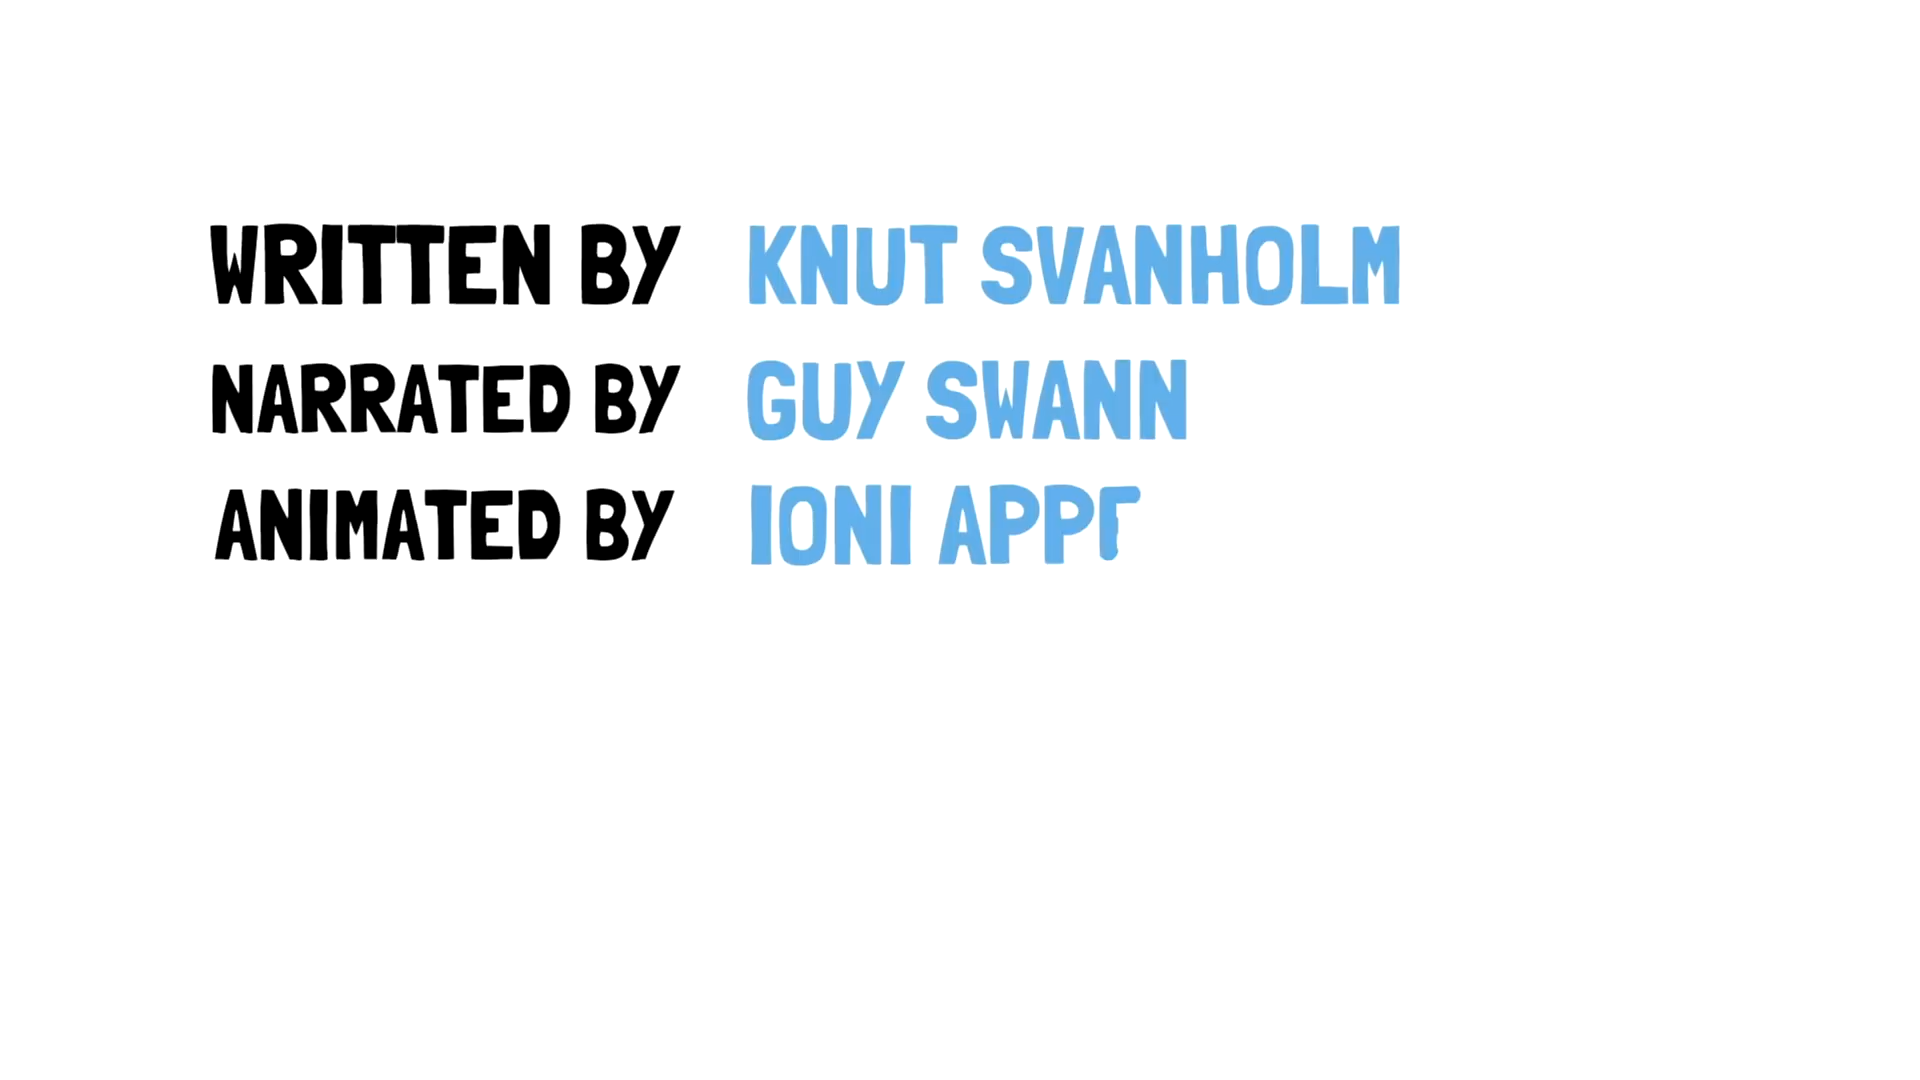 WRITTEN BY KNUT SVANHOLM
NARRATED BY GUY SWANN
ANIMATED BY IONI